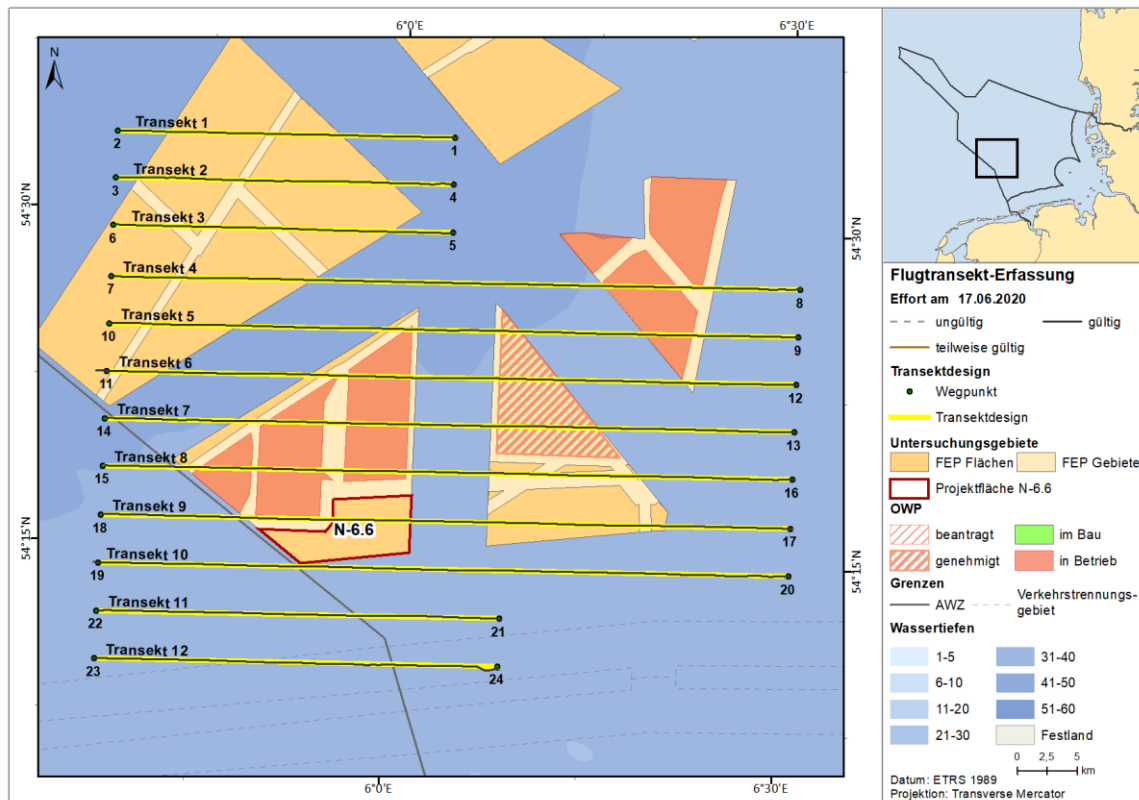 6°0'E
6°30'E
N
Transekt 1
2
1
Transekt 2
3
4
54°30'N
Transekt 3
6
5
54°30'N
Transekt 4
7
8
Transekt 5
10
9
Transekt 6
11
12
Transekt 7
14
13
Transekt 8
15
16
Transekt 9
18
17
N-6.6
54°15'N
Transekt 10
19
20
54°15'N
Transekt 11
22
21
Transekt 12
23
24
6°0'E
6°30'E
Flugtransekt-Erfassung
Effort am 17.06.2020
ungültig
gültig
teilweise gültig
Transektdesign
Wegpunkt
Transektdesign
Untersuchungsgebiete
FEP Flächen
FEP Gebiete
Projektfläche N-6.6
OWP
beantragt
im Bau
genehmigt
in Betrieb
Grenzen
AWZ
Verkehrstrennungs-
gebiet
Wassertiefen
1-5
31-40
6-10
41-50
11-20
51-60
21-30
Festland
0 2,5 5
km
Datum: ETRS 1989
Projektion: Transverse Mercator